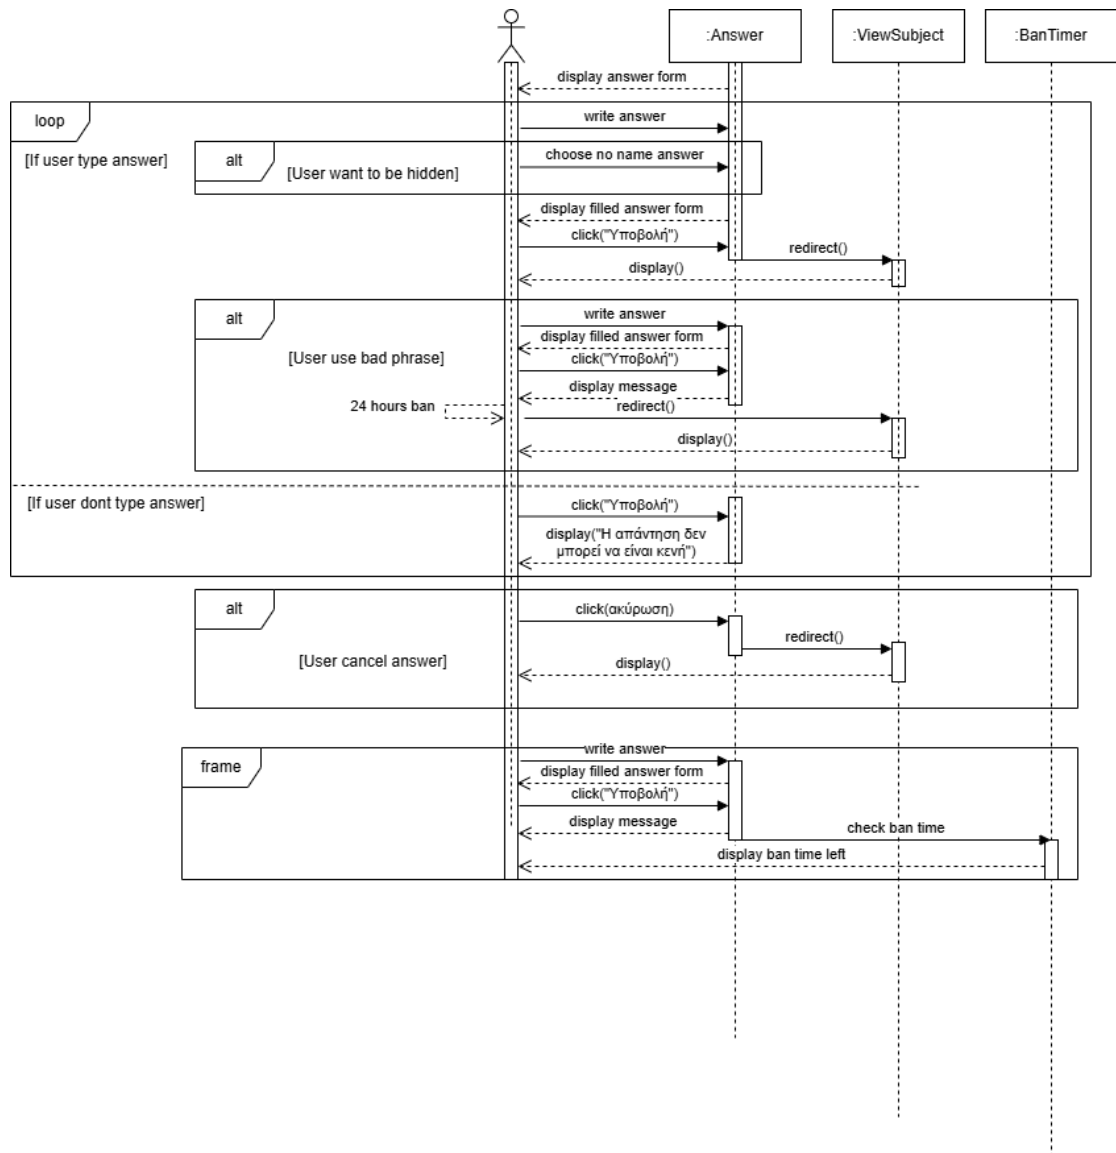 :Answer
:ViewSubject
:BanTimer
display answer form
loop
write answer
[If user type answer]
alt
choose no name answer
[User want to be hidden]
display filled answer form
click("Υποβολή")
redirect()
display()
alt
write answer
display filled answer form
[User use bad phrase]
click("Υποβολή")
display message
24 hours ban
redirect()
display()
[If user dont type answer]
click("Υποβολή")
display("Η απάντηση δεν
μπορεί να είναι κενή")
alt
click(ακύρωση)
redirect()
[User cancel answer]
display()
write answer
frame
display filled answer form
click("Υποβολή")
display message
check ban time
display ban time left